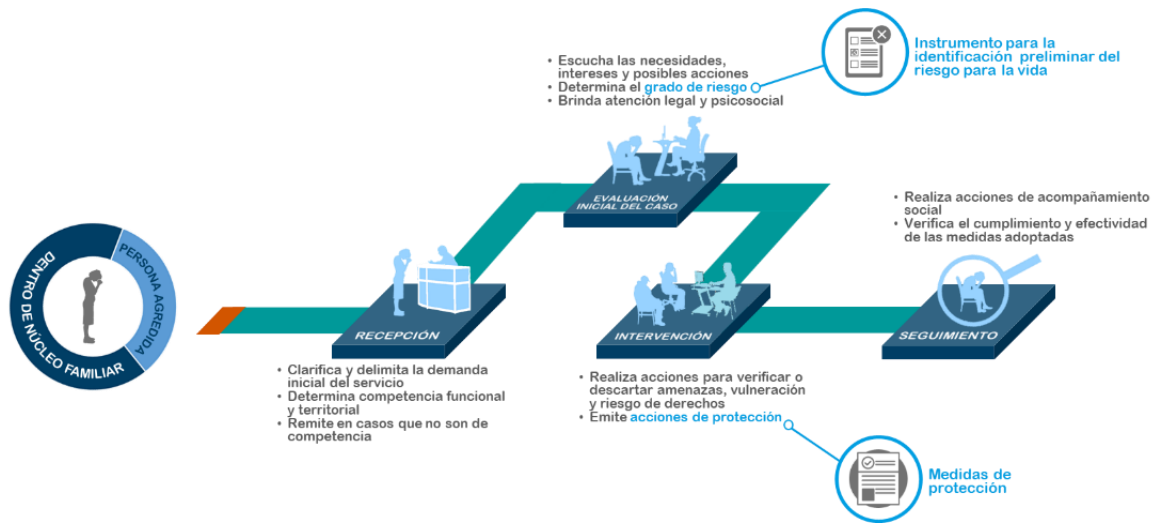 DENTRO DE NÚCLEO FAMILIAR
PERSONA AGREDIDA
RECEPCIÓN
• Clarifica y delimita la demanda
inicial del servicio
• Determina competencia funcional
y territorial
• Remite en casos que no son de
competencia
• Escucha las necesidades,
intereses y posibles acciones
• Determina el grado de riesgo
• Brinda atención legal y psicosocial
Instrumento para la
identificación preliminar del
riesgo para la vida
EVALUACIÓN
INICIAL DEL CASO
INTERVENCIÓN
• Realiza acciones para verificar o
descartar amenazas, vulneración
y riesgo de derechos
• Emite acciones de protección
Medidas de
protección
• Realiza acciones de acompañamiento
social
• Verifica el cumplimiento y efectividad
de las medidas adoptadas
SEGUIMIENTO